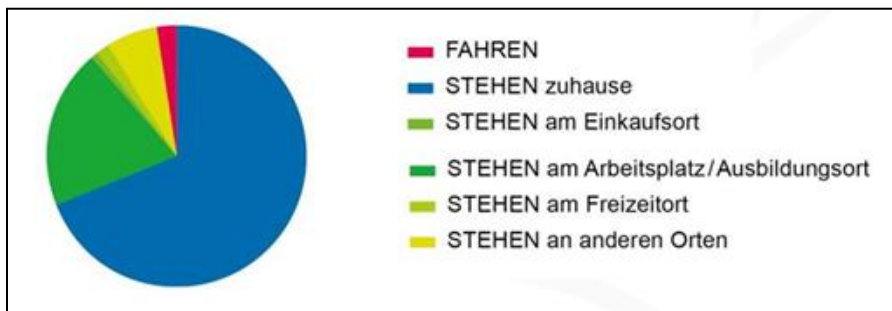 FAHREN
STEHEN zuhause
STEHEN am Einkaufsort
STEHEN am Arbeitsplatz/Ausbildungsort
STEHEN am Freizeitort
STEHEN an anderen Orten